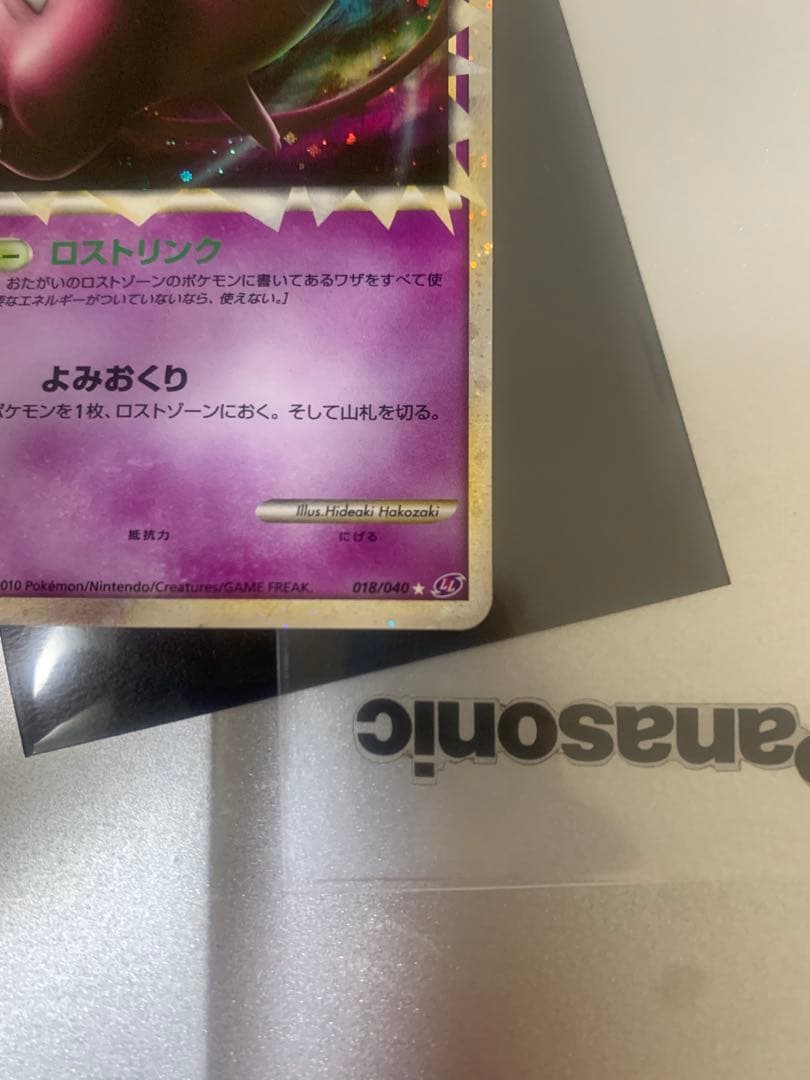 ー ロストリンク
おたがいのロストゾーンのポケモンに書いてあるワザをすべて使
要なエネルギーがついていないなら、使えない。]
よみおくり
ポケモンを1枚、ロストゾーンにおく。そして山札を切る。
Illus.Hideaki Hakozaki
抵抗力 にげる
010 Pokémon/Nintendo/Creatures/GAME FREAK. 018/040 ★ LL
Panasonic